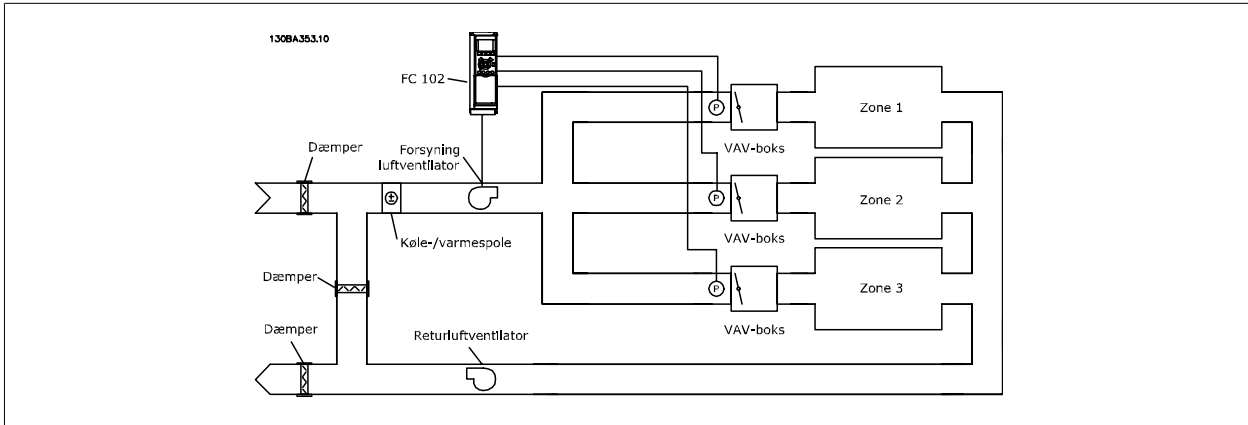 130BA353.10
FC 102
P
Zone 1
VAV-boks
Dæmper
Forsyning
luftventilator
P
Zone 2
VAV-boks
Køle-/varmespole
Dæmper
P
Zone 3
VAV-boks
Dæmper
Returluftventilator